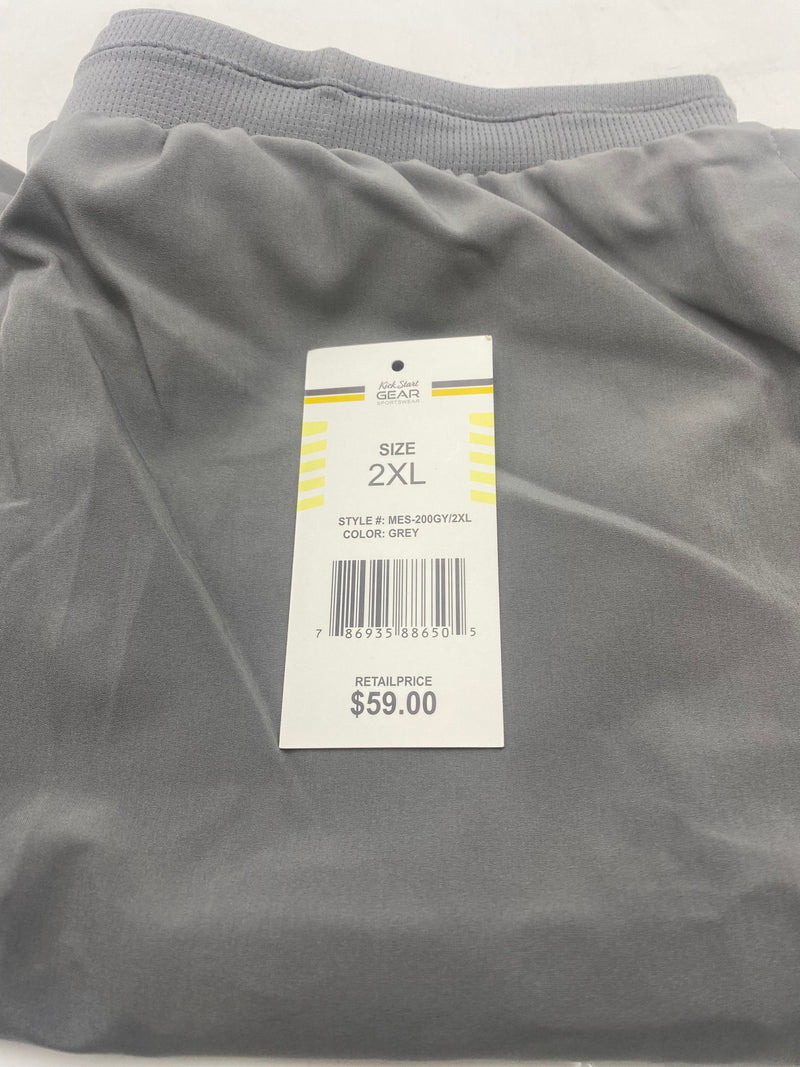 Kick Start
GEAR
SPORTSWEAR
SIZE
2XL
STYLE #: MES-200GY/2XL
COLOR: GREY
7 86935 88650 5
RETAILPRICE
$59.00